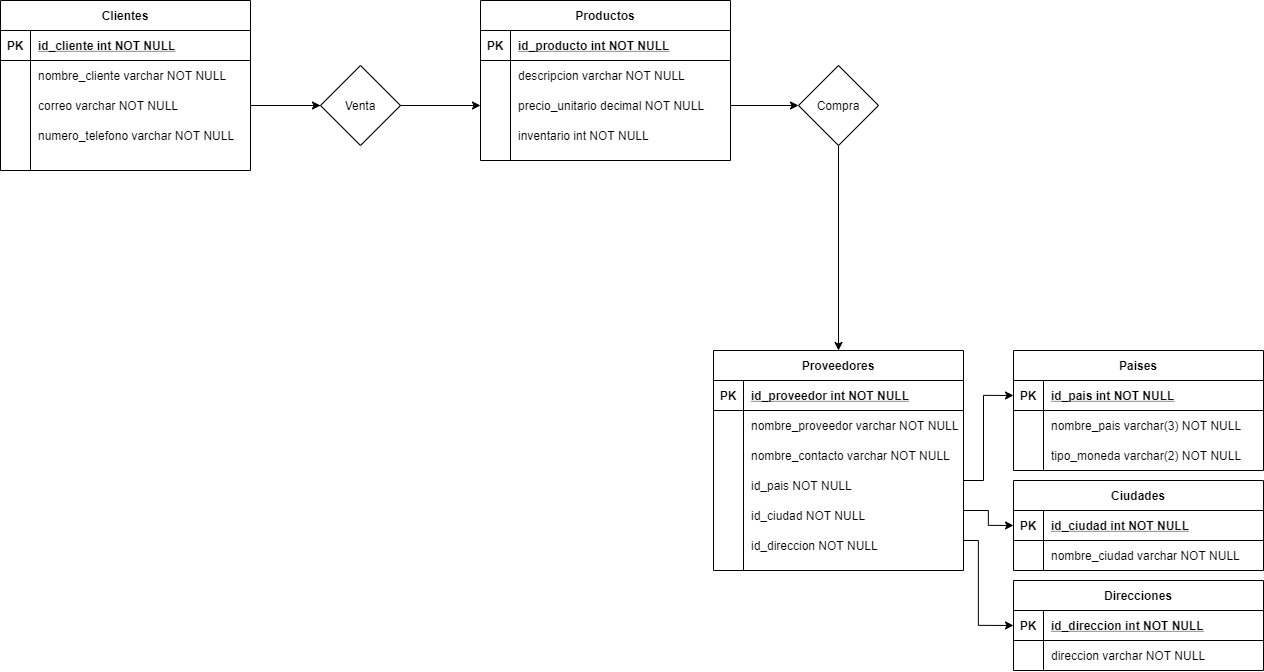 Clientes
PK id_cliente int NOT NULL
nombre_cliente varchar NOT NULL
correo varchar NOT NULL
numero_telefono varchar NOT NULL
Venta
Productos
PK id_producto int NOT NULL
descripcion varchar NOT NULL
precio_unitario decimal NOT NULL
inventario int NOT NULL
Compra
Proveedores
PK id_proveedor int NOT NULL
nombre_proveedor varchar NOT NULL
nombre_contacto varchar NOT NULL
id_pais NOT NULL
id_ciudad NOT NULL
id_direccion NOT NULL
Paises
PK id_pais int NOT NULL
nombre_pais varchar(3) NOT NULL
tipo_moneda varchar(2) NOT NULL
Ciudades
PK id_ciudad int NOT NULL
nombre_ciudad varchar NOT NULL
Direcciones
PK id_direccion int NOT NULL
direccion varchar NOT NULL